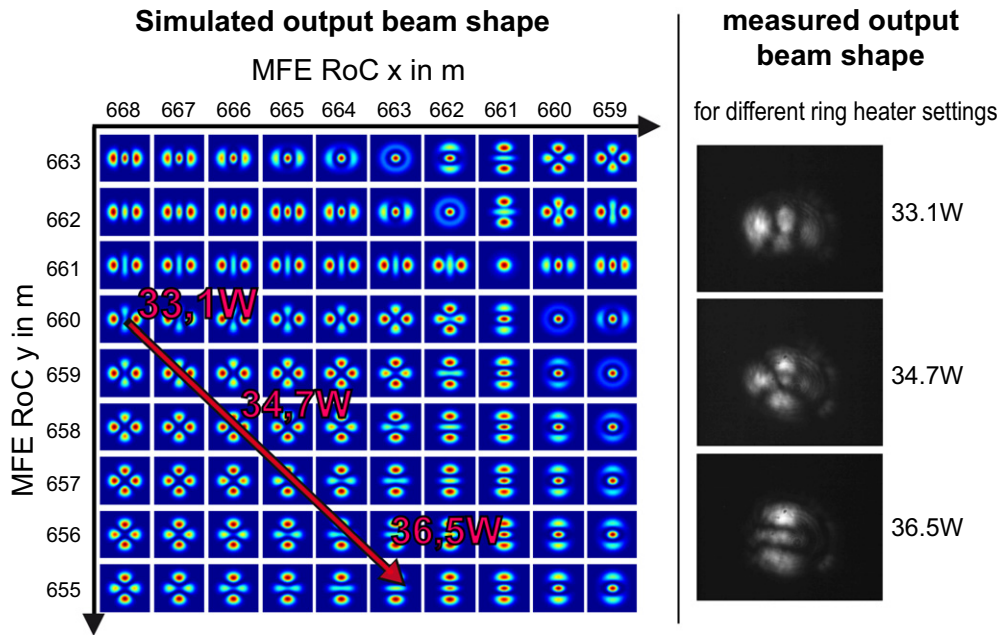 Simulated output beam shape
MFE RoC x in m
668 667 666 665 664 663 662 661 660 659
MFE RoC y in m
663
662
661
660
659
658
657
656
655
33,1W
34,7W
36,5W
measured output
beam shape
for different ring heater settings
33.1W
34.7W
36.5W